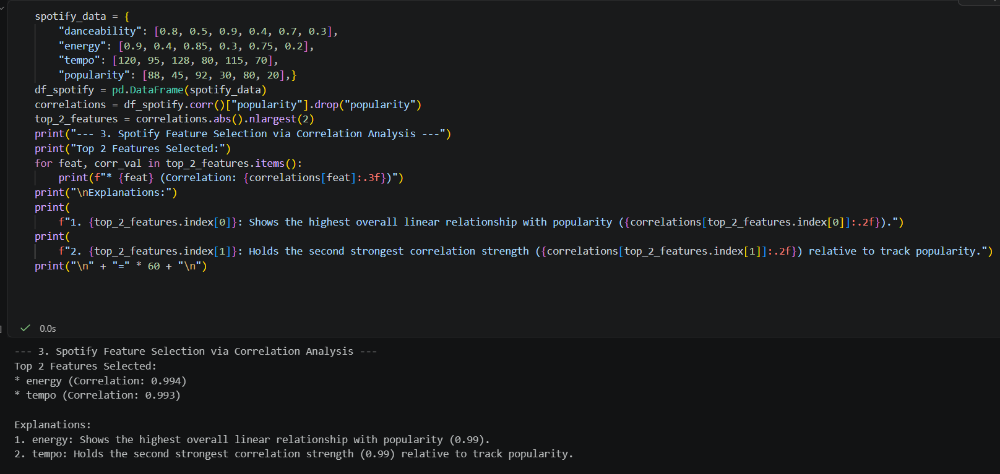 spotify_data = {
    "danceability": [0.8, 0.5, 0.9, 0.4, 0.7, 0.3],
    "energy": [0.9, 0.4, 0.85, 0.3, 0.75, 0.2],
    "tempo": [120, 95, 128, 80, 115, 70],
    "popularity": [88, 45, 92, 30, 80, 20],}
df_spotify = pd.DataFrame(spotify_data)
correlations = df_spotify.corr()["popularity"].drop("popularity")
top_2_features = correlations.abs().nlargest(2)
print("--- 3. Spotify Feature Selection via Correlation Analysis ---")
print("Top 2 Features Selected:")
for feat, corr_val in top_2_features.items():
    print(f"* {feat} (Correlation: {correlations[feat]:.3f})")
print("\nExplanations:")
print(
    f"1. {top_2_features.index[0]}: Shows the highest overall linear relationship with popularity ({correlations[top_2_features.index[0]]:.2f}).")
print(
    f"2. {top_2_features.index[1]}: Holds the second strongest correlation strength ({correlations[top_2_features.index[1]]:.2f}) relative to track popularity.")
print("\n" + "=" * 60 + "\n")
0.0s
--- 3. Spotify Feature Selection via Correlation Analysis ---
Top 2 Features Selected:
* energy (Correlation: 0.994)
* tempo (Correlation: 0.993)
Explanations:
1. energy: Shows the highest overall linear relationship with popularity (0.99).
2. tempo: Holds the second strongest correlation strength (0.99) relative to track popularity.